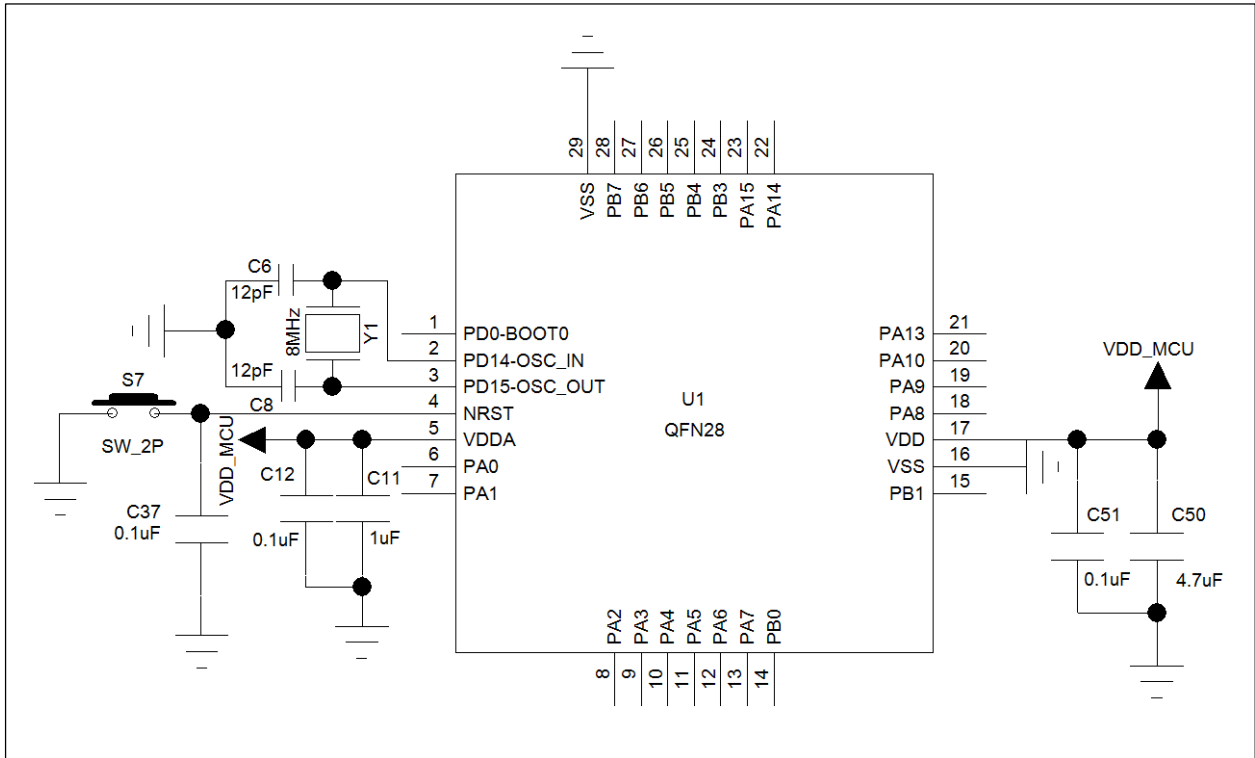 29
28
27
26
25
24
23
22
VSS
PB7
PB6
PB5
PB4
PB3
PA15
PA14
C6
12pF
8MHz
Y1
12pF
C8
S7
SW_2P
VDD_MCU
C37
0.1uF
C12
0.1uF
C11
1uF
1 PD0-BOOT0
2 PD14-OSC_IN
3 PD15-OSC_OUT
4 NRST
5 VDDA
6 PA0
7 PA1
U1
QFN28
PA13 21
PA10 20
PA9 19
PA8 18
VDD 17
VSS 16
PB1 15
VDD_MCU
C51
0.1uF
C50
4.7uF
PA2
PA3
PA4
PA5
PA6
PA7
PB0
8
9
10
11
12
13
14